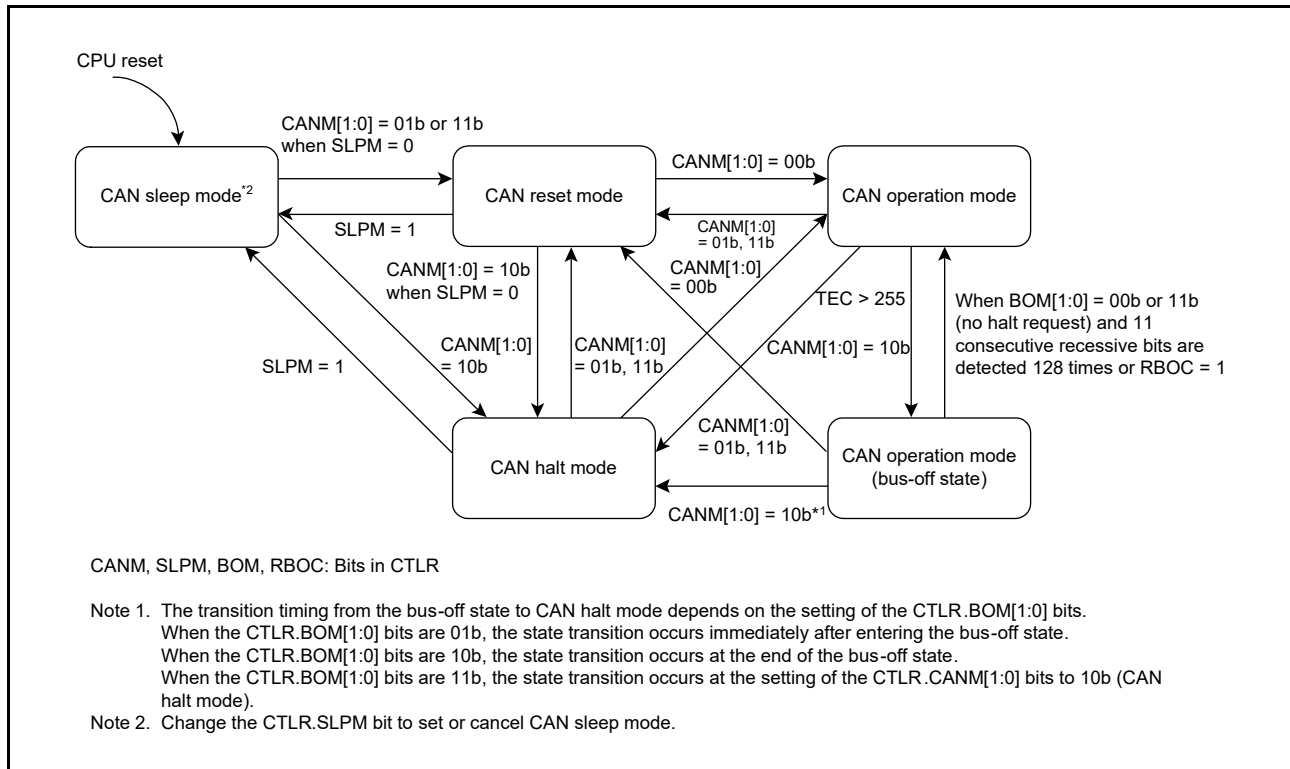 CPU reset
CANM[1:0] = 01b or 11b
when SLPM = 0
CANM[1:0] = 00b
CAN sleep mode*2
CAN reset mode
CAN operation mode
SLPM = 1
CANM[1:0]
= 01b, 11b
CANM[1:0] = 10b
when SLPM = 0
CANM[1:0]
= 00b
TEC > 255
When BOM[1:0] = 00b or 11b
(no halt request) and 11
consecutive recessive bits are
detected 128 times or RBOC = 1
SLPM = 1
CANM[1:0]
= 10b
CANM[1:0]
= 01b, 11b
CANM[1:0] = 10b
CANM[1:0]
= 01b, 11b
CAN halt mode
CAN operation mode
(bus-off state)
CANM[1:0] = 10b*1
CANM, SLPM, BOM, RBOC: Bits in CTLR
Note 1. The transition timing from the bus-off state to CAN halt mode depends on the setting of the CTLR.BOM[1:0] bits.
When the CTLR.BOM[1:0] bits are 01b, the state transition occurs immediately after entering the bus-off state.
When the CTLR.BOM[1:0] bits are 10b, the state transition occurs at the end of the bus-off state.
When the CTLR.BOM[1:0] bits are 11b, the state transition occurs at the setting of the CTLR.CANM[1:0] bits to 10b (CAN
halt mode).
Note 2. Change the CTLR.SLPM bit to set or cancel CAN sleep mode.